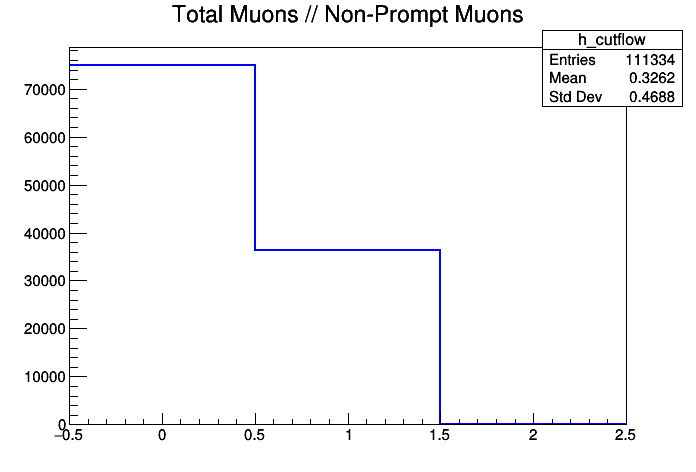 Total Muons // Non-Prompt Muons
h_cutflow
Entries 111334
Mean 0.3262
Std Dev 0.4688
70000
60000
50000
40000
30000
20000
10000
0
−0.5 0 0.5 1 1.5 2 2.5